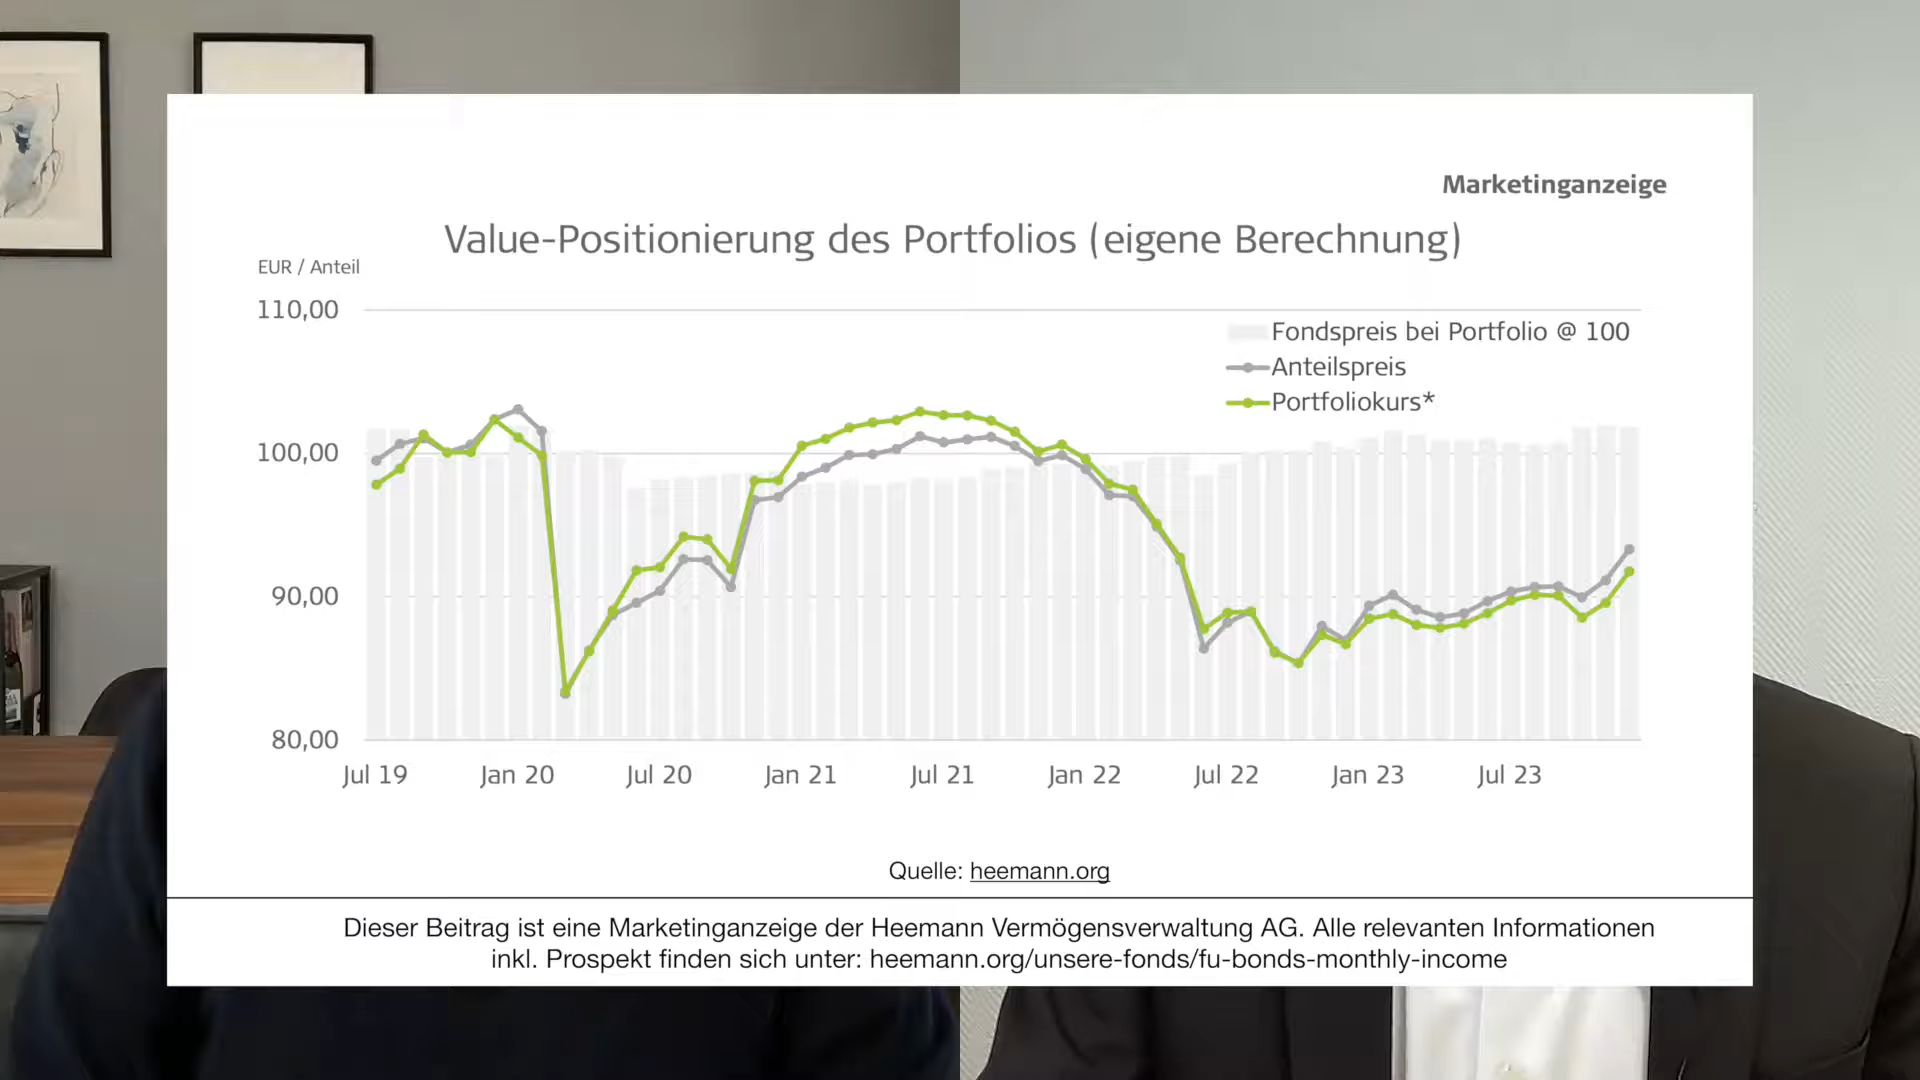 Marketinganzeige
Value-Positionierung des Portfolios (eigene Berechnung)
EUR / Anteil
110,00
Fondspreis bei Portfolio @ 100
Anteilspreis
Portfoliokurs*
100,00
90,00
80,00
Jul 19 Jan 20 Jul 20 Jan 21 Jul 21 Jan 22 Jul 22 Jan 23 Jul 23
Quelle: heemann.org
Dieser Beitrag ist eine Marketinganzeige der Heemann Vermögensverwaltung AG. Alle relevanten Informationen
inkl. Prospekt finden sich unter: heemann.org/unsere-fonds/fu-bonds-monthly-income